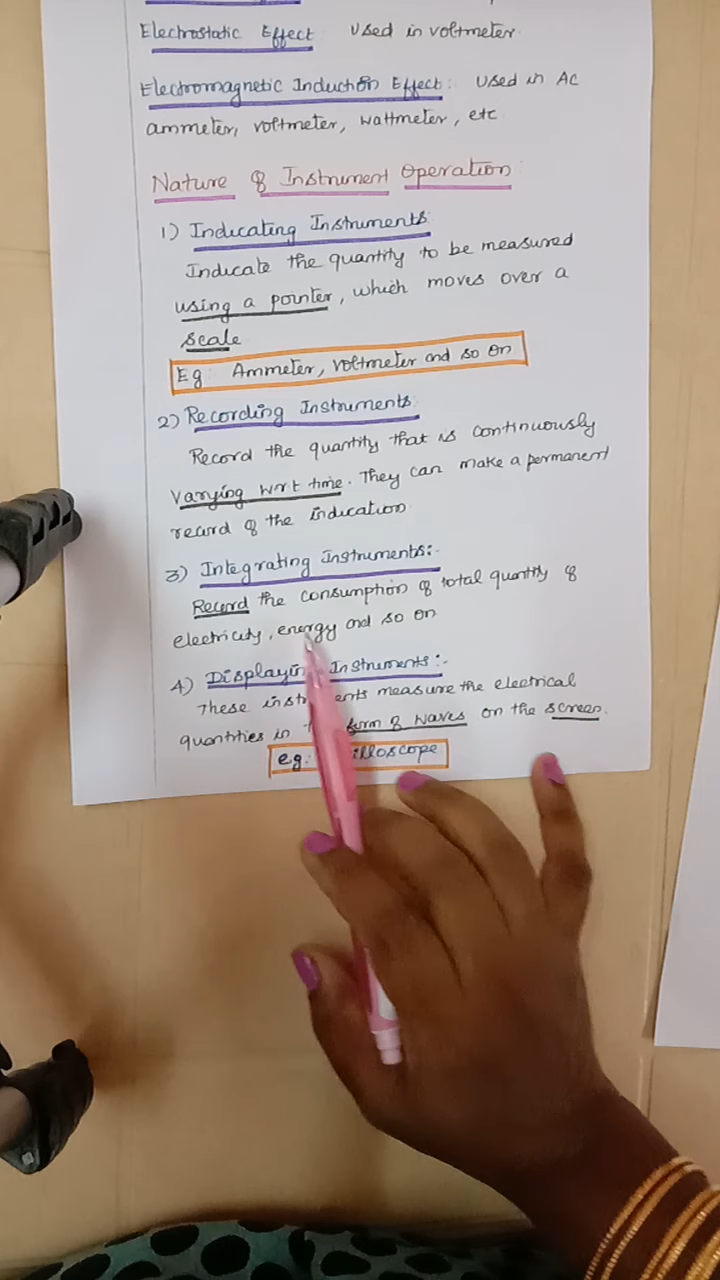 Electrostatic Effect: Used in voltmeter
Electromagnetic Induction Effect: Used in AC
ammeter, voltmeter, wattmeter, etc
Nature of Instrument Operation:
1) Indicating Instruments:
Indicate the quantity to be measured
using a pointer, which moves over a
scale
Eg: Ammeter, voltmeter and so on
2) Recording Instruments:
Record the quantity that is continuously
varying w.r.t time. They can make a permanent
record of the indication
3) Integrating Instruments:-
Record the consumption of total quantity of
electricity, energy and so on
4) Displaying Instruments:-
These instruments measure the electrical
quantities in form of waves on the screen.
e.g.